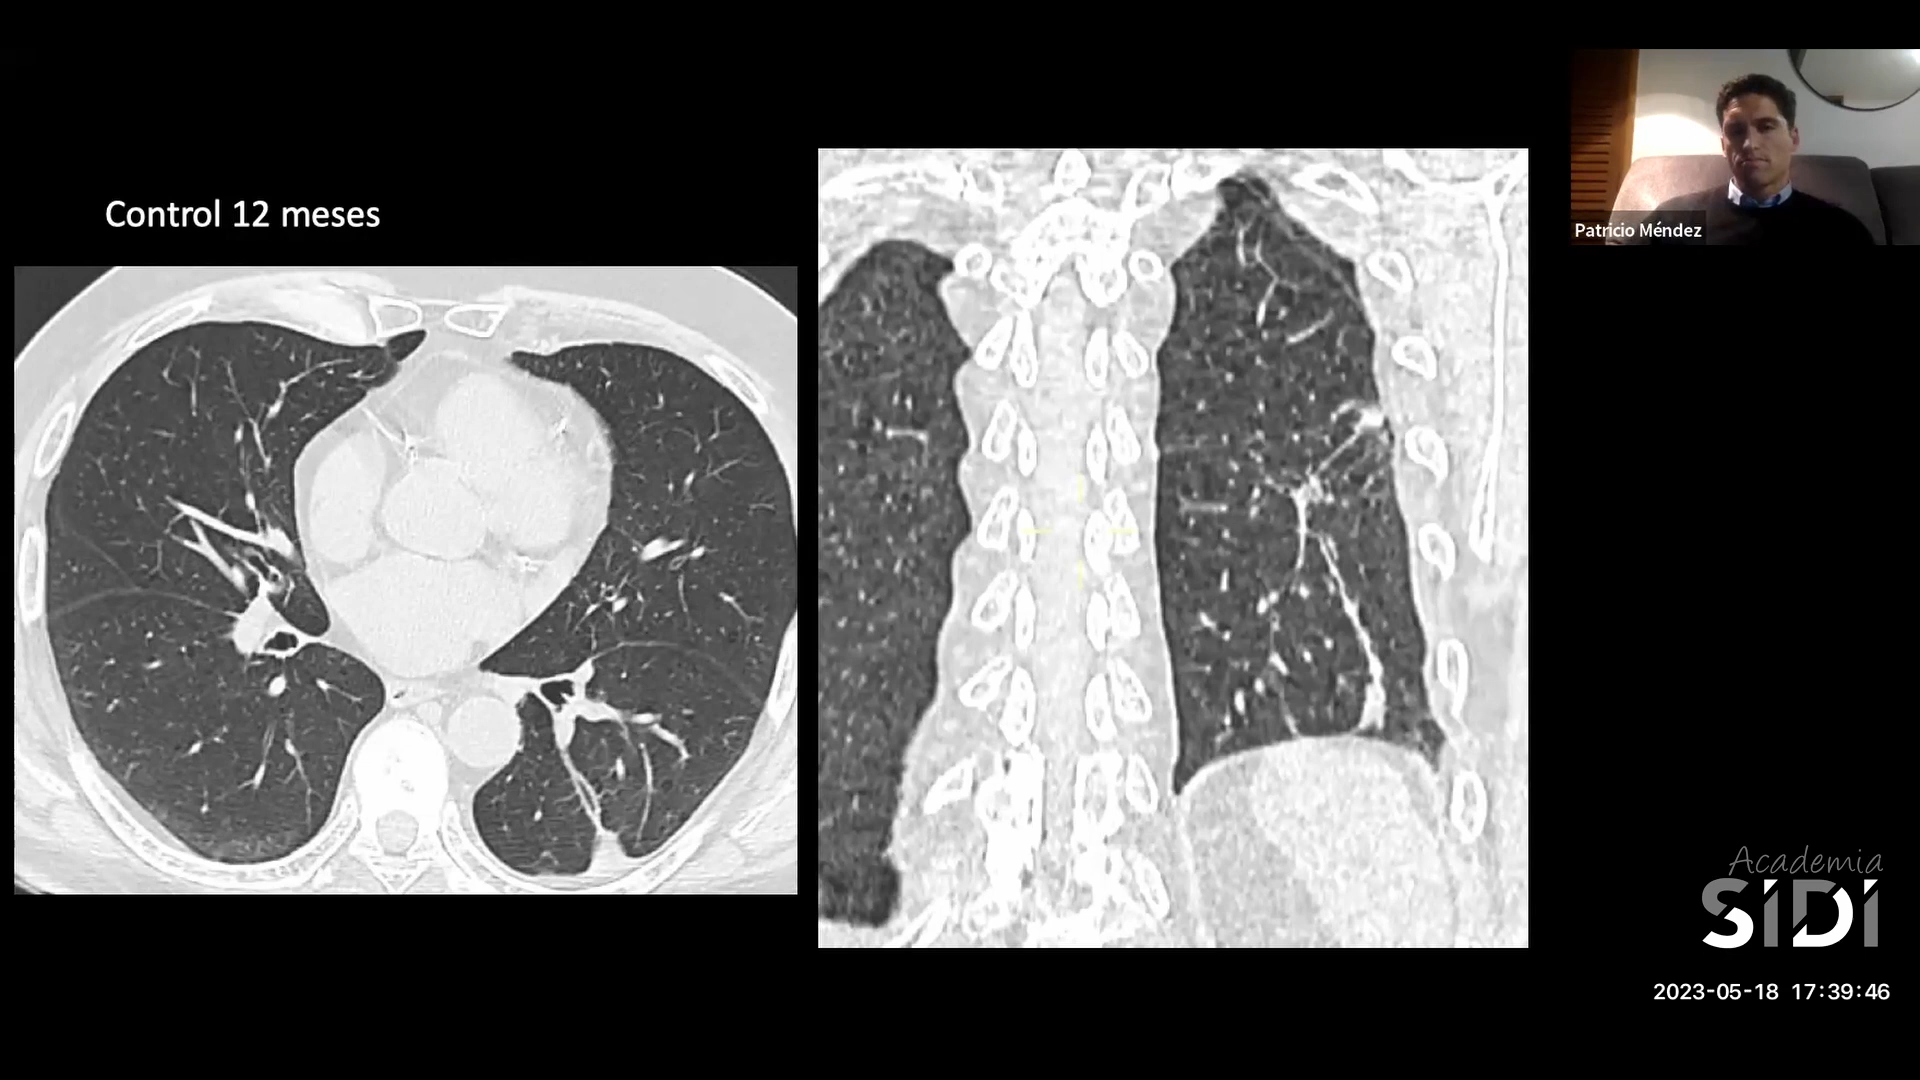 Control 12 meses
Patricio Méndez
Academia
SiDi
2023-05-18 17:39:46